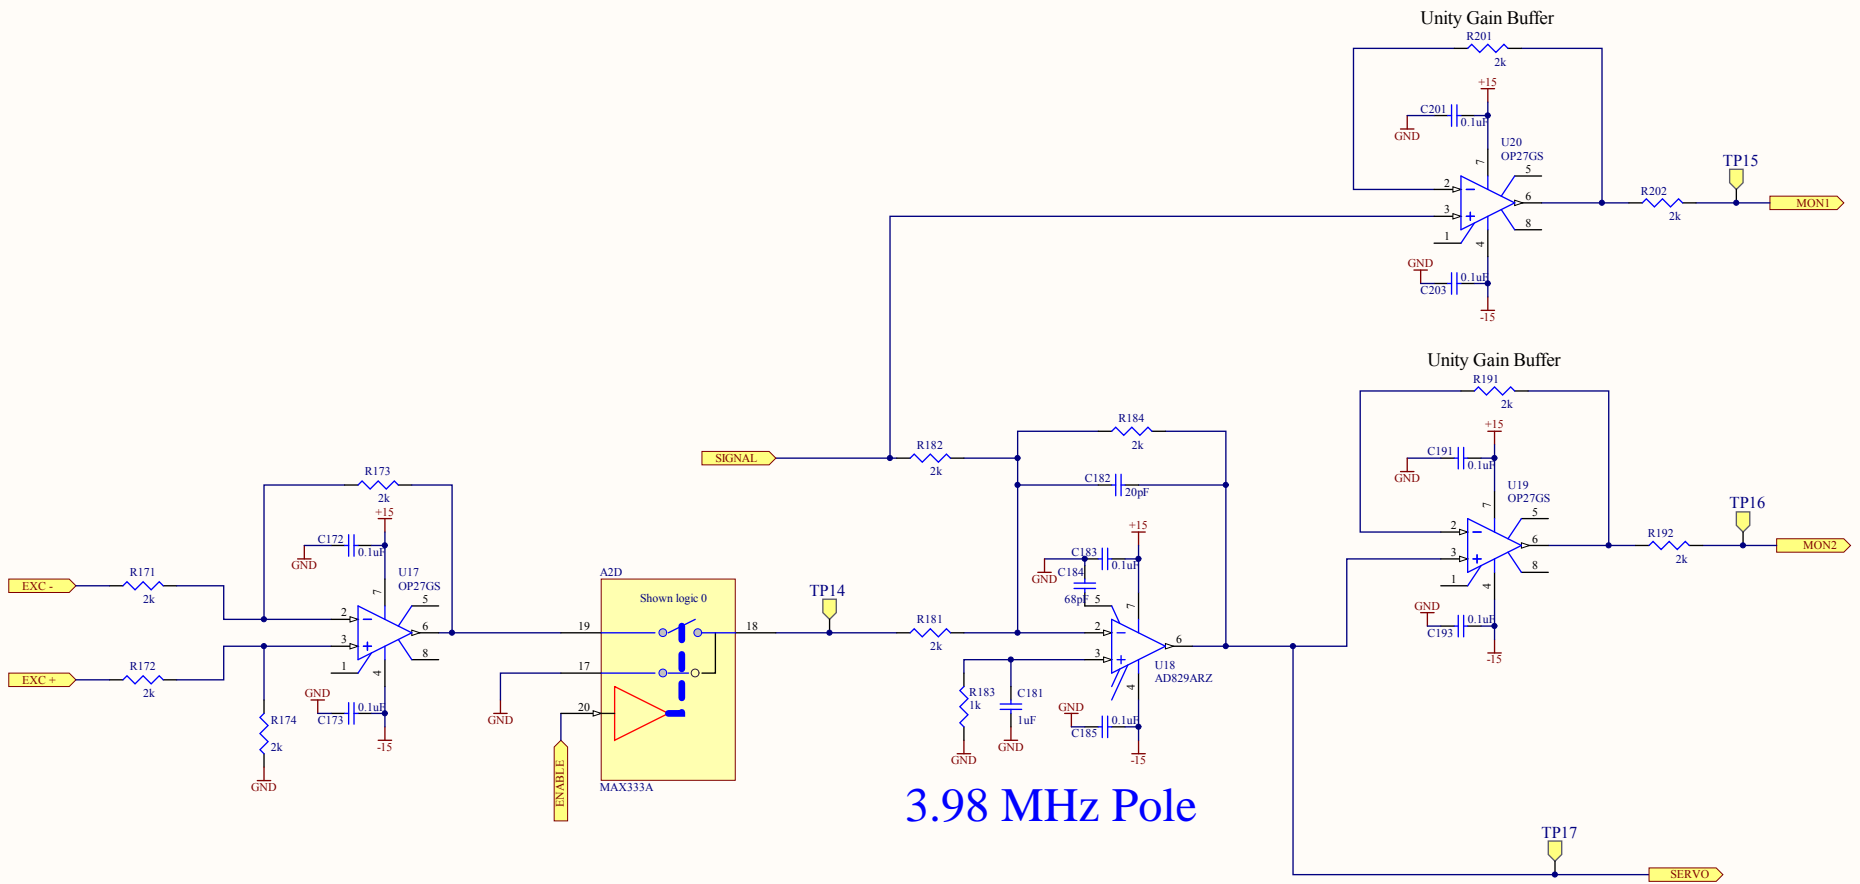 Unity Gain Buffer
R201
2k
+15
C201
0.1uF
GND
U20
OP27GS
7
5
2
6
3
8
1
4
TP15
R202
2k
MON1
GND
0.1uF
C203
-15
Unity Gain Buffer
R191
2k
+15
C191
0.1uF
GND
U19
OP27GS
7
5
2
6
3
8
1
4
TP16
R192
2k
MON2
GND
0.1uF
C193
-15
SIGNAL
R182
2k
R184
2k
C182
20pF
+15
C183
0.1uF
GND
C184
68pF
5
7
2
6
3
4
U18
AD829ARZ
R183
1k
C181
1uF
GND
GND
GND
0.1uF
C185
-15
R173
2k
+15
C172
0.1uF
GND
U17
OP27GS
7
5
2
6
3
8
1
4
EXC -
R171
2k
EXC +
R172
2k
R174
2k
GND
GND
0.1uF
C173
-15
A2D
Shown logic 0
19
18
17
20
GND
ENABLE
MAX333A
TP14
R181
2k
3.98 MHz Pole
TP17
SERVO